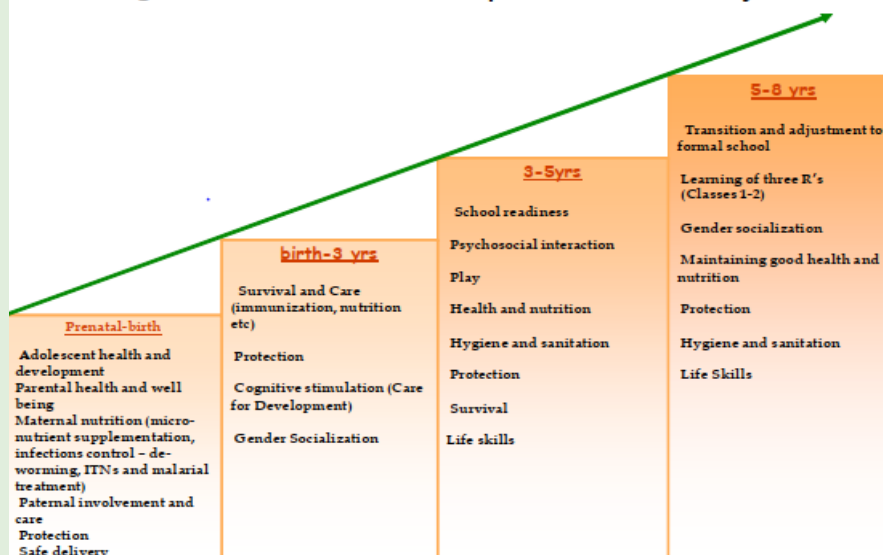 Prenatal-birth
Adolescent health and
development
Parental health and well
being
Maternal nutrition (micro-
nutrient supplementation,
infections control – de-
worming, ITNs and malarial
treatment)
Paternal involvement and
care
Protection
Safe delivery
birth-3 yrs
Survival and Care
(immunization, nutrition
etc)
Protection
Cognitive stimulation (Care
for Development)
Gender Socialization
3-5yrs
School readiness
Psychosocial interaction
Play
Health and nutrition
Hygiene and sanitation
Protection
Survival
Life skills
5-8 yrs
Transition and adjustment to
formal school
Learning of three R's
(Classes 1-2)
Gender socialization
Maintaining good health and
nutrition
Protection
Hygiene and sanitation
Life Skills